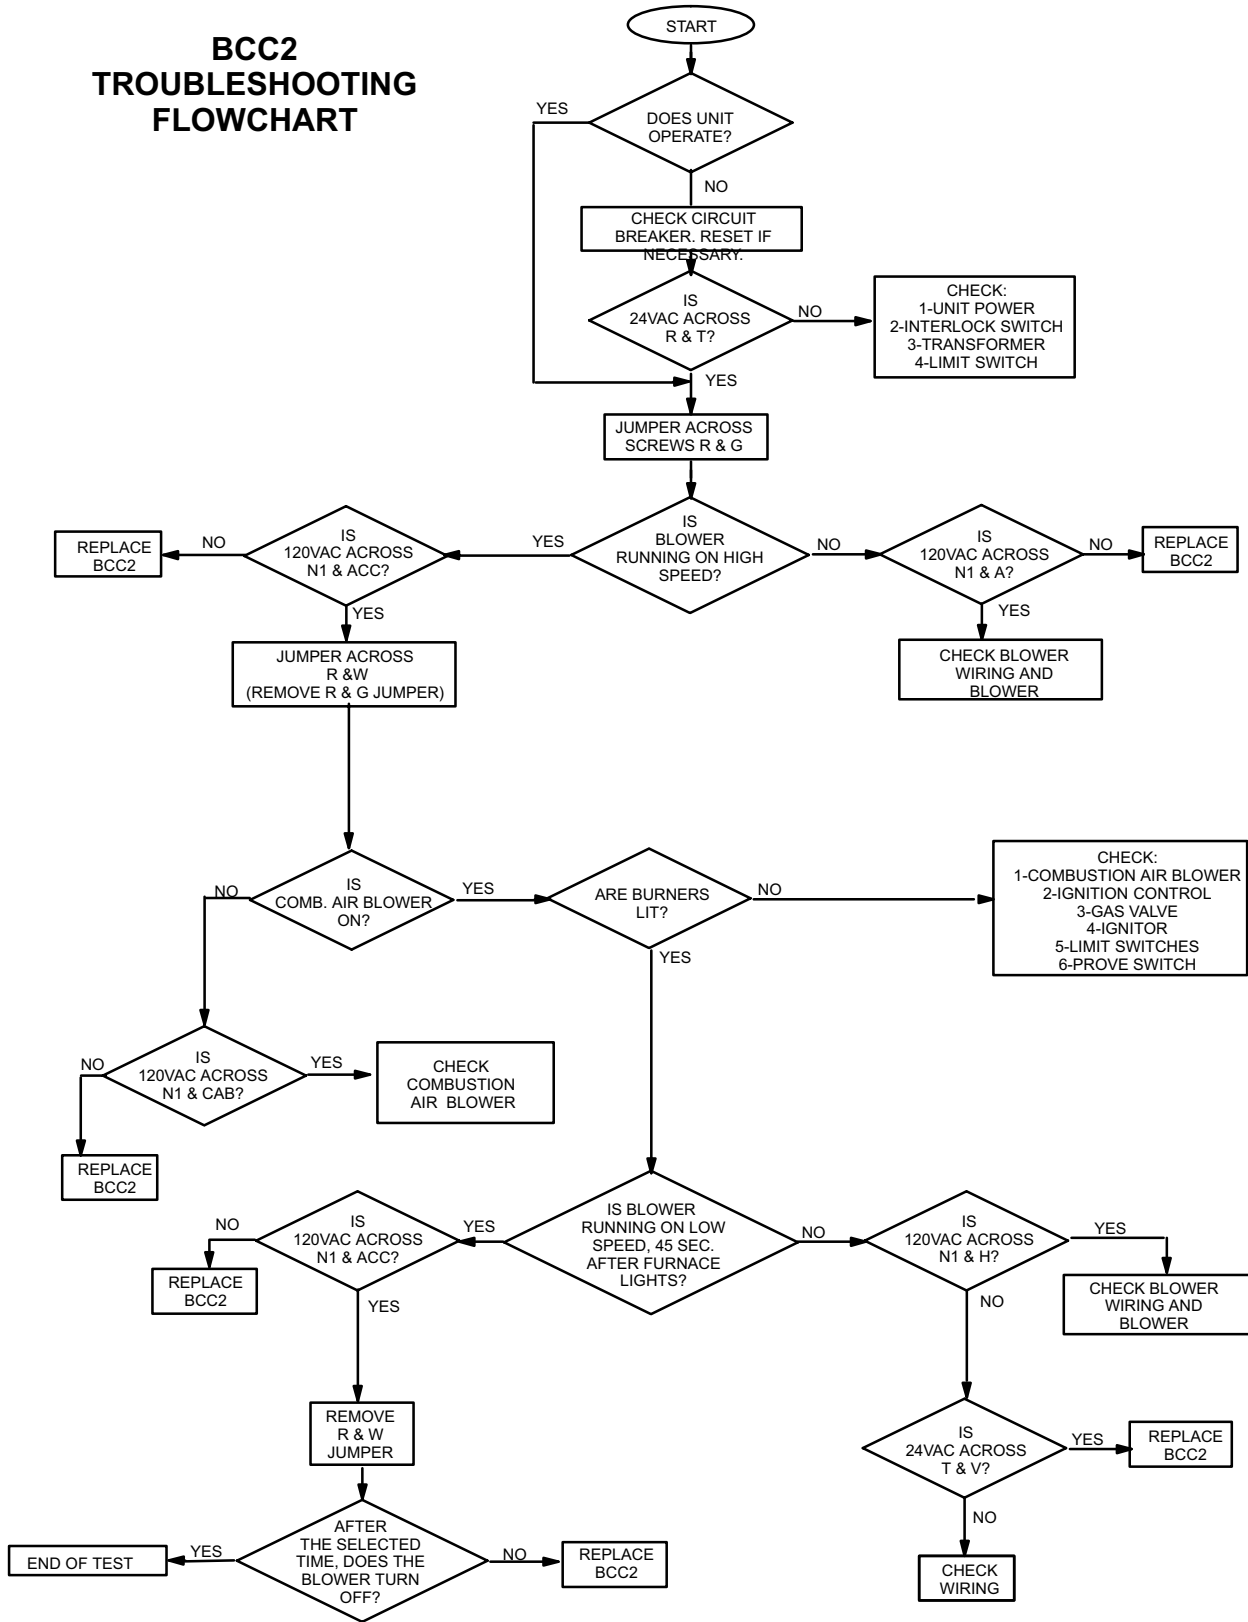 BCC2
TROUBLESHOOTING
FLOWCHART
START
YES
DOES UNIT
OPERATE?
NO
CHECK CIRCUIT
BREAKER. RESET IF
NECESSARY.
IS
24VAC ACROSS
R & T?
NO
CHECK:
1-UNIT POWER
2-INTERLOCK SWITCH
3-TRANSFORMER
4-LIMIT SWITCH
YES
JUMPER ACROSS
SCREWS R & G
REPLACE
BCC2
NO
IS
120VAC ACROSS
N1 & ACC?
YES
IS
BLOWER
RUNNING ON HIGH
SPEED?
NO
IS
120VAC ACROSS
N1 & A?
NO
REPLACE
BCC2
YES
YES
JUMPER ACROSS
R &W
(REMOVE R & G JUMPER)
CHECK BLOWER
WIRING AND
BLOWER
NO
IS
COMB. AIR BLOWER
ON?
YES
ARE BURNERS
LIT?
NO
CHECK:
1-COMBUSTION AIR BLOWER
2-IGNITION CONTROL
3-GAS VALVE
4-IGNITOR
5-LIMIT SWITCHES
6-PROVE SWITCH
YES
NO
IS
120VAC ACROSS
N1 & CAB?
YES
CHECK
COMBUSTION
AIR BLOWER
REPLACE
BCC2
NO
IS
120VAC ACROSS
N1 & ACC?
YES
IS BLOWER
RUNNING ON LOW
SPEED, 45 SEC.
AFTER FURNACE
LIGHTS?
NO
IS
120VAC ACROSS
N1 & H?
YES
REPLACE
BCC2
YES
NO
CHECK BLOWER
WIRING AND
BLOWER
REMOVE
R & W
JUMPER
IS
24VAC ACROSS
T & V?
YES
REPLACE
BCC2
NO
END OF TEST
YES
AFTER
THE SELECTED
TIME, DOES THE
BLOWER TURN
OFF?
NO
REPLACE
BCC2
CHECK
WIRING